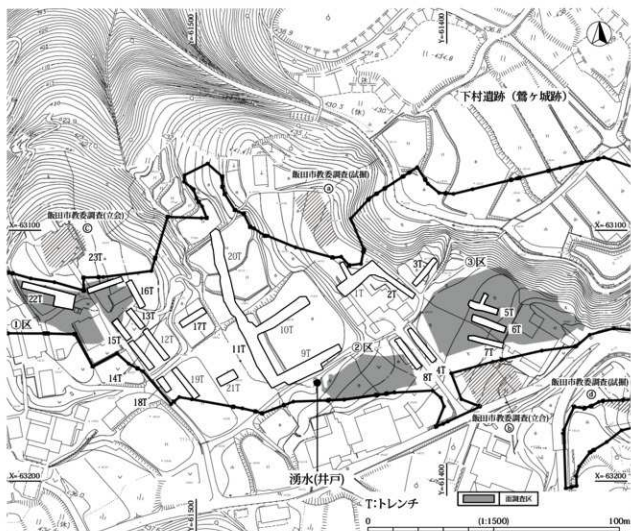 Y=-61500
Y=-61400
下村遺跡（鶯ヶ城跡）
飯田市教委調査(試掘)
ⓐ
X=-63100
X=-63100
飯田市教委調査(立会)
ⓒ
23T
20T
3T
③区
22T
16T
1T
2T
①区
13T
17T
10T
5T
6T
15T
12T
11T
9T
②区
7T
14T
19T
21T
8T
4T
飯田市教委調査(試掘)
ⓓ
18T
飯田市教委調査(立合)
ⓑ
湧水(井戸)
X=-63200
X=-63200
T:トレンチ
面調査区
Y=-61500
Y=-61400
0
(1:1500)
100m